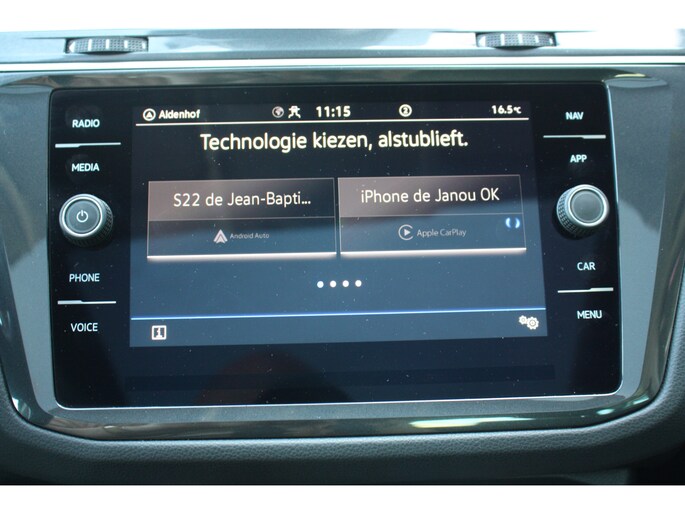 Aldenhof 11:15 2 16.5°C
RADIO
NAV
Technologie kiezen, alstublieft.
MEDIA
APP
S22 de Jean-Bapti...
iPhone de Janou OK
Android Auto
Apple CarPlay
PHONE
CAR
VOICE
MENU